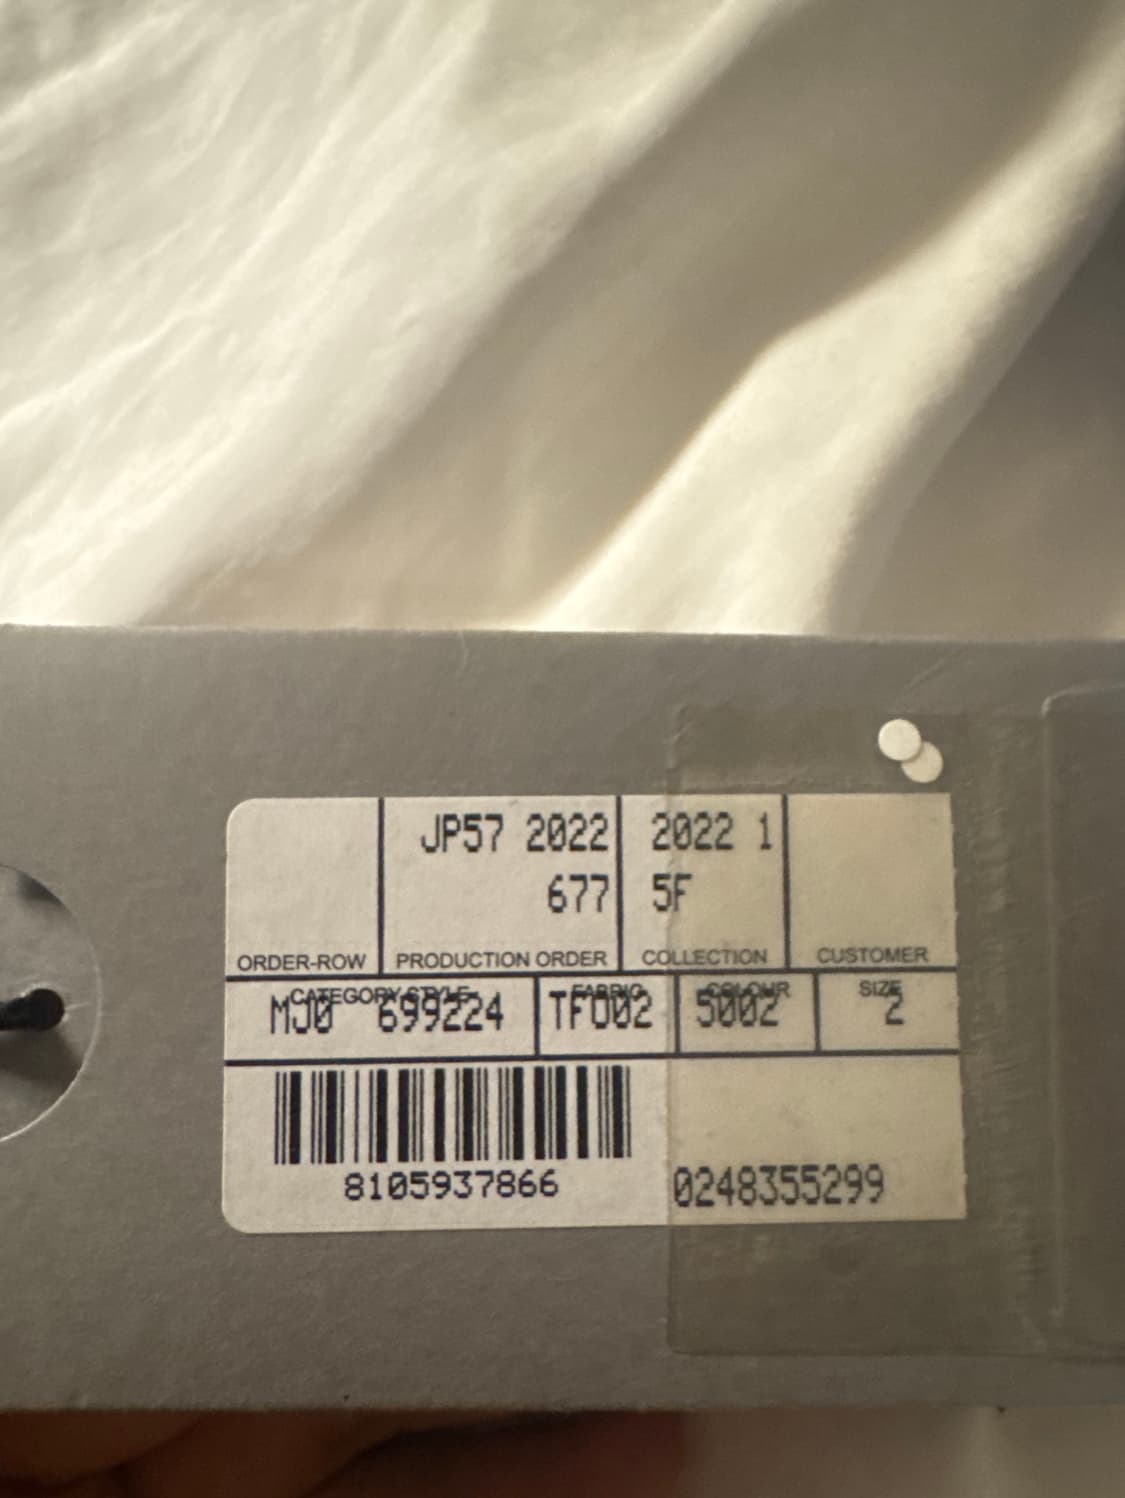 JP57 2022
677
2022 1
5F
ORDER-ROW
PRODUCTION ORDER
COLLECTION
CUSTOMER
CATEGORY STYLE
FABRIC
COLOUR
SIZE
MJ0 699224
TFO02
5002
2
8105937866
0248355299